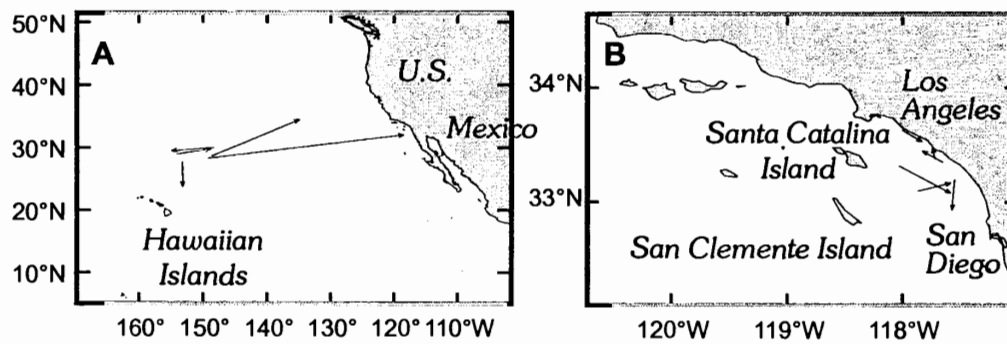 50°N
A
U.S.
40°N
Mexico
30°N
20°N
Hawaiian
Islands
10°N
160° 150° 140° 130° 120° 110°W
B
34°N
Los
Angeles
Santa Catalina
Island
33°N
San Clemente Island
San
Diego
120°W 119°W 118°W